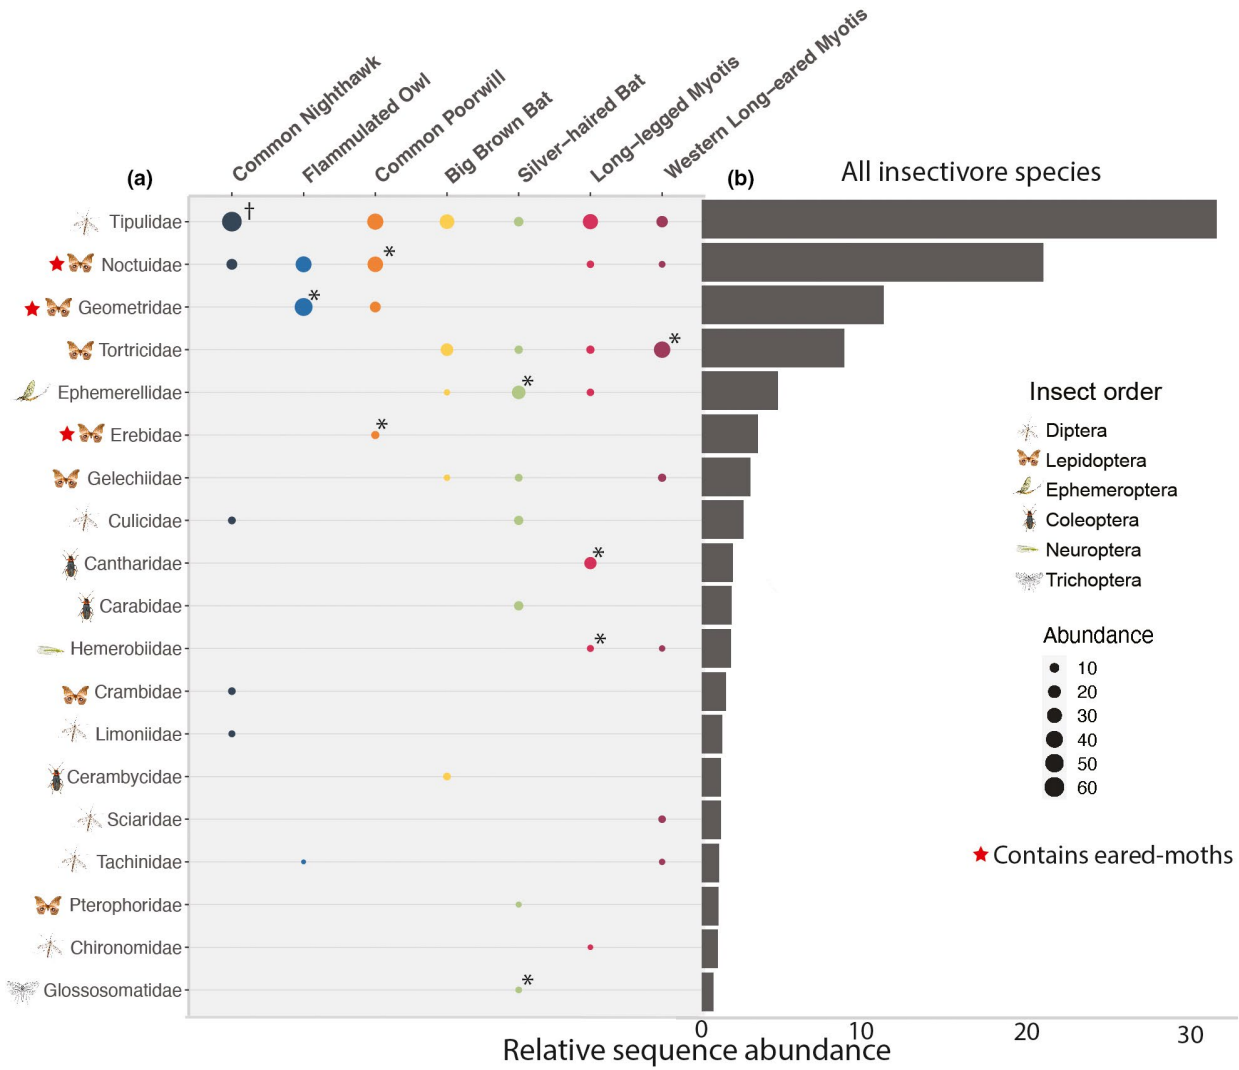 Common Nighthawk
Flammulated Owl
Common Poorwill
Big Brown Bat
Silver–haired Bat
Long–legged Myotis
Western Long–eared Myotis
(a)
(b)
All insectivore species
Tipulidae
†
Noctuidae
*
Geometridae
*
Tortricidae
*
Ephemerellidae
*
Erebidae
*
Gelechiidae
Culicidae
Cantharidae
*
Carabidae
Hemerobiidae
*
Crambidae
Limoniidae
Cerambycidae
Sciaridae
Tachinidae
Pterophoridae
Chironomidae
Glossosomatidae
*
Insect order
Diptera
Lepidoptera
Ephemeroptera
Coleoptera
Neuroptera
Trichoptera
Abundance
10
20
30
40
50
60
Contains eared-moths
0 10 20 30
Relative sequence abundance